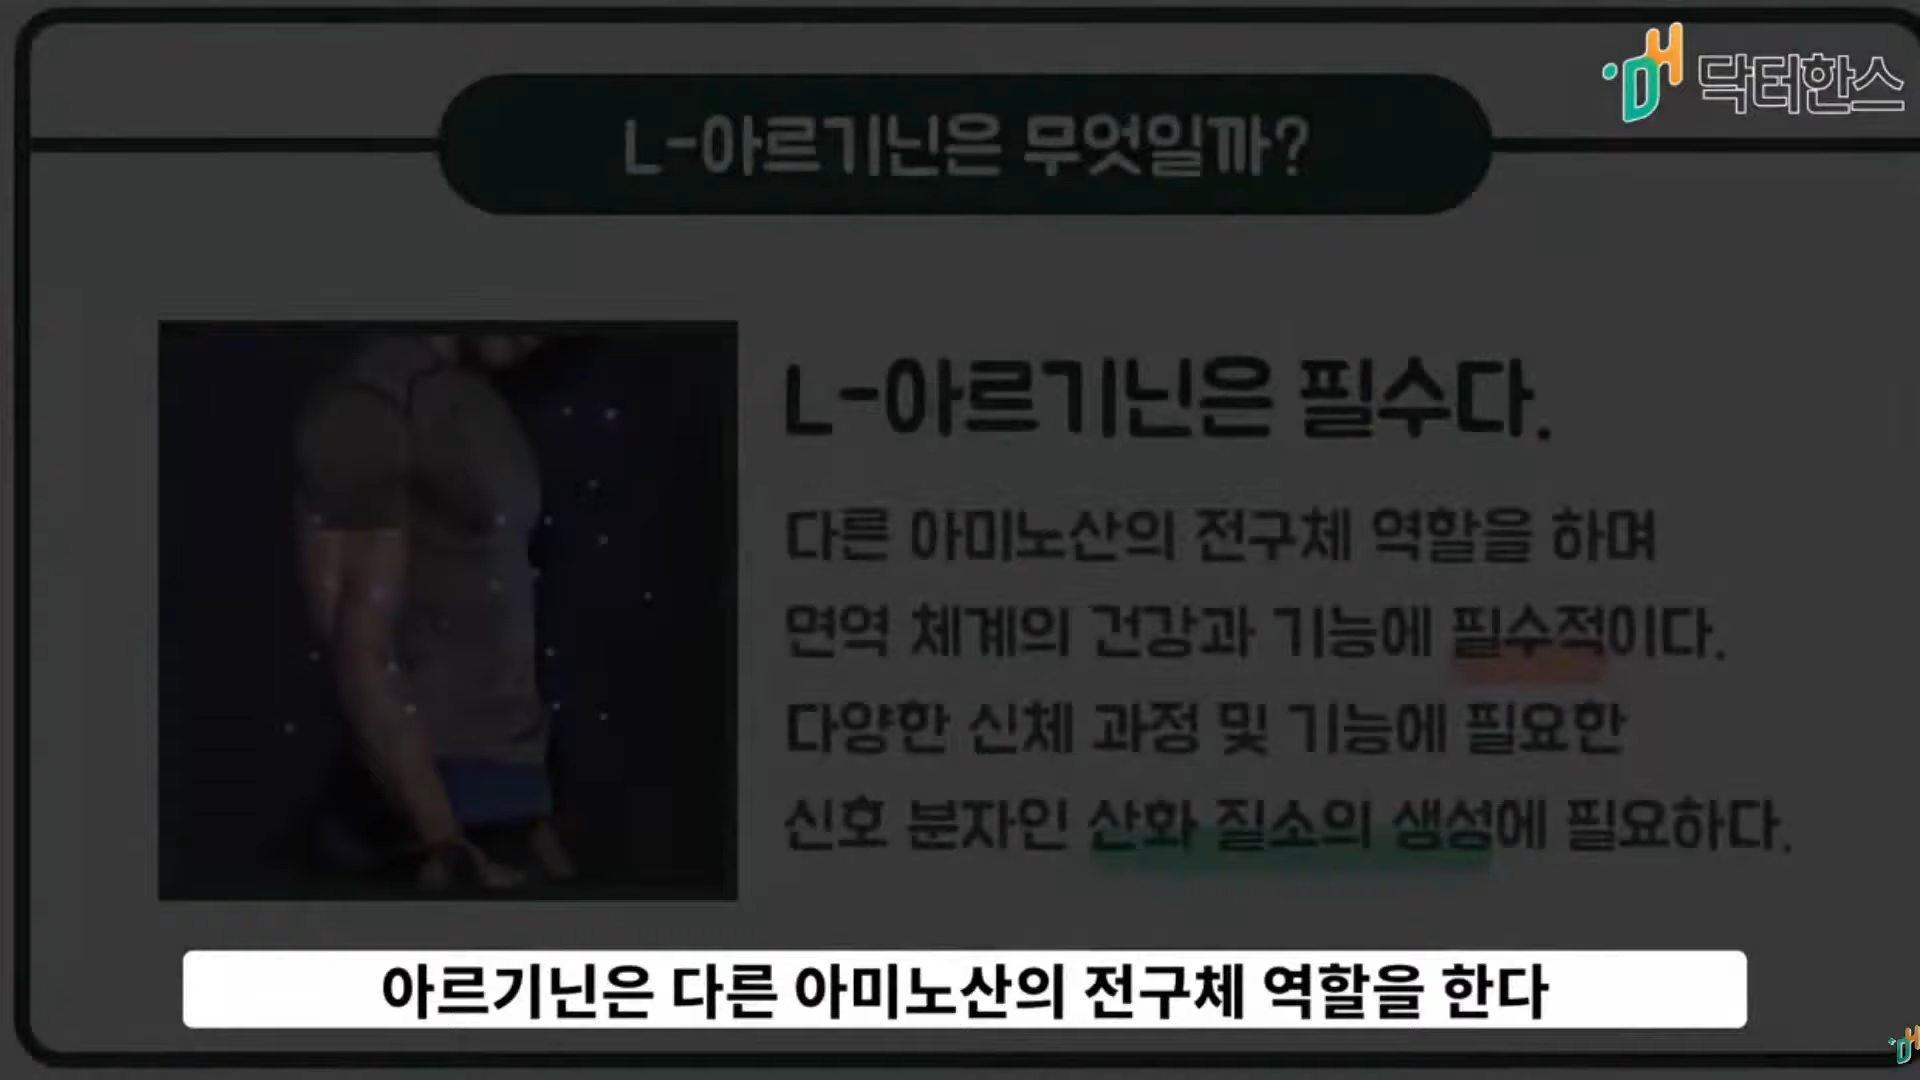 닥터한스
L-아르기닌은 무엇일까?
L-아르기닌은 필수다.
다른 아미노산의 전구체 역할을 하며
면역 체계의 건강과 기능에 필수적이다.
다양한 신체 과정 및 기능에 필요한
신호 분자인 산화 질소의 생성에 필요하다.
아르기닌은 다른 아미노산의 전구체 역할을 한다